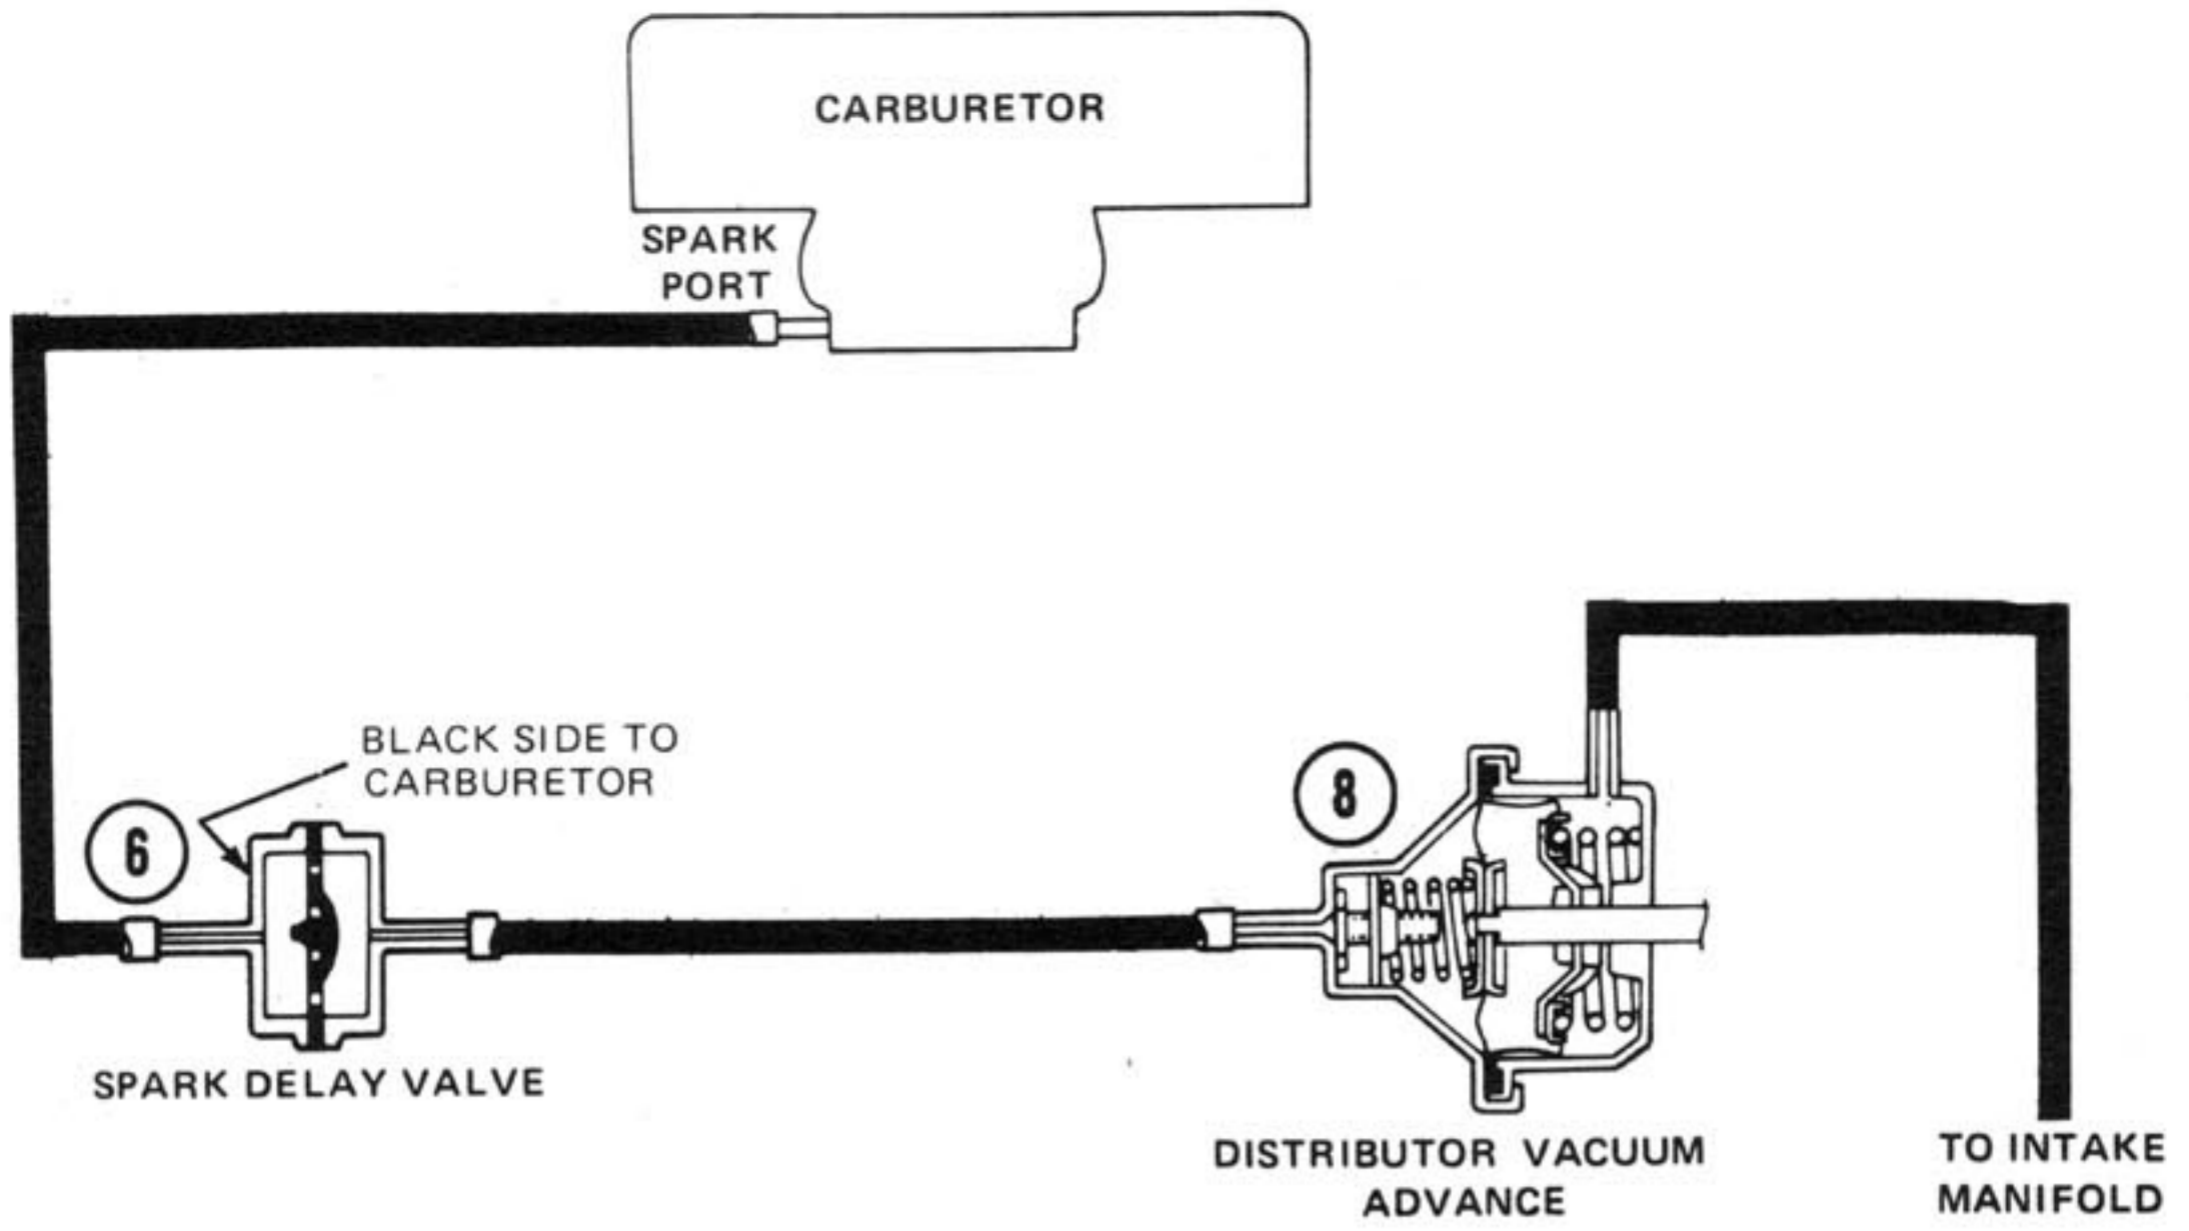 CARBURETOR
SPARK
PORT
BLACK SIDE TO
CARBURETOR
6
8
SPARK DELAY VALVE
DISTRIBUTOR VACUUM
ADVANCE
TO INTAKE
MANIFOLD